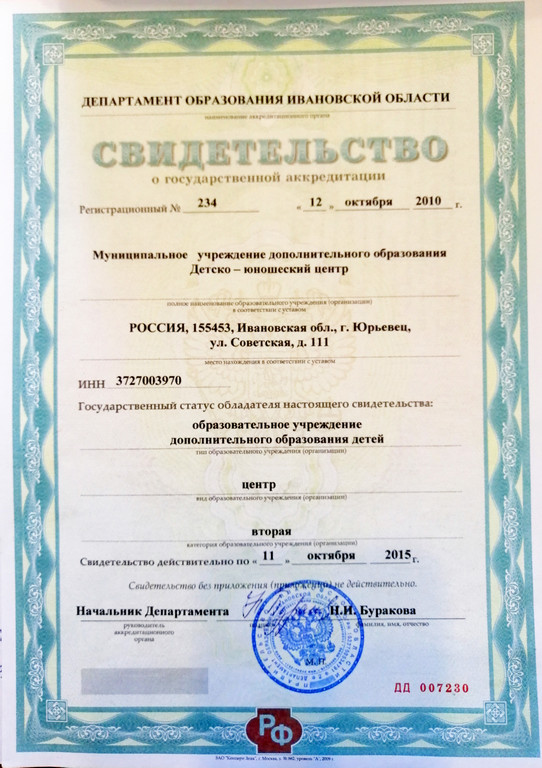 ДЕПАРТАМЕНТ ОБРАЗОВАНИЯ ИВАНОВСКОЙ ОБЛАСТИ
наименование аккредитационного органа
СВИДЕТЕЛЬСТВО
о государственной аккредитации
Регистрационный № 234 « 12 » октября 2010 г.
Муниципальное учреждение дополнительного образования
Детско – юношеский центр
полное наименование образовательного учреждения (организации)
в соответствии с уставом
РОССИЯ, 155453, Ивановская обл., г. Юрьевец,
ул. Советская, д. 111
место нахождения в соответствии с уставом
ИНН 3727003970
Государственный статус обладателя настоящего свидетельства:
образовательное учреждение
дополнительного образования детей
тип образовательного учреждения (организации)
центр
вид образовательного учреждения (организации)
вторая
категория образовательного учреждения (организации)
Свидетельство действительно по « 11 » октября 2015 г.
Свидетельство без приложения (приложений) не действительно.
Начальник Департамента Н.И. Буракова
руководитель
аккредитационного
органа
фамилия, имя, отчество
М.П.
ДД 007230
РФ